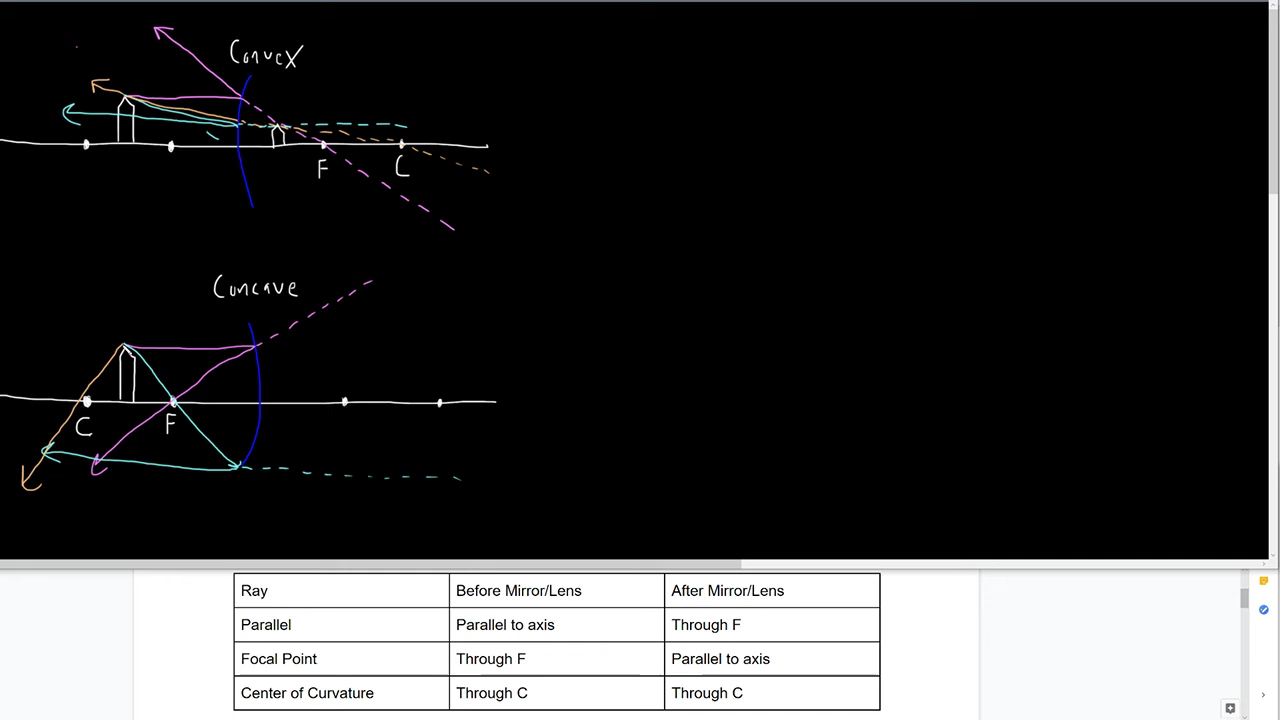 Convex
F
C
Concave
C
F
Ray Before Mirror/Lens After Mirror/Lens
Parallel Parallel to axis Through F
Focal Point Through F Parallel to axis
Center of Curvature Through C Through C